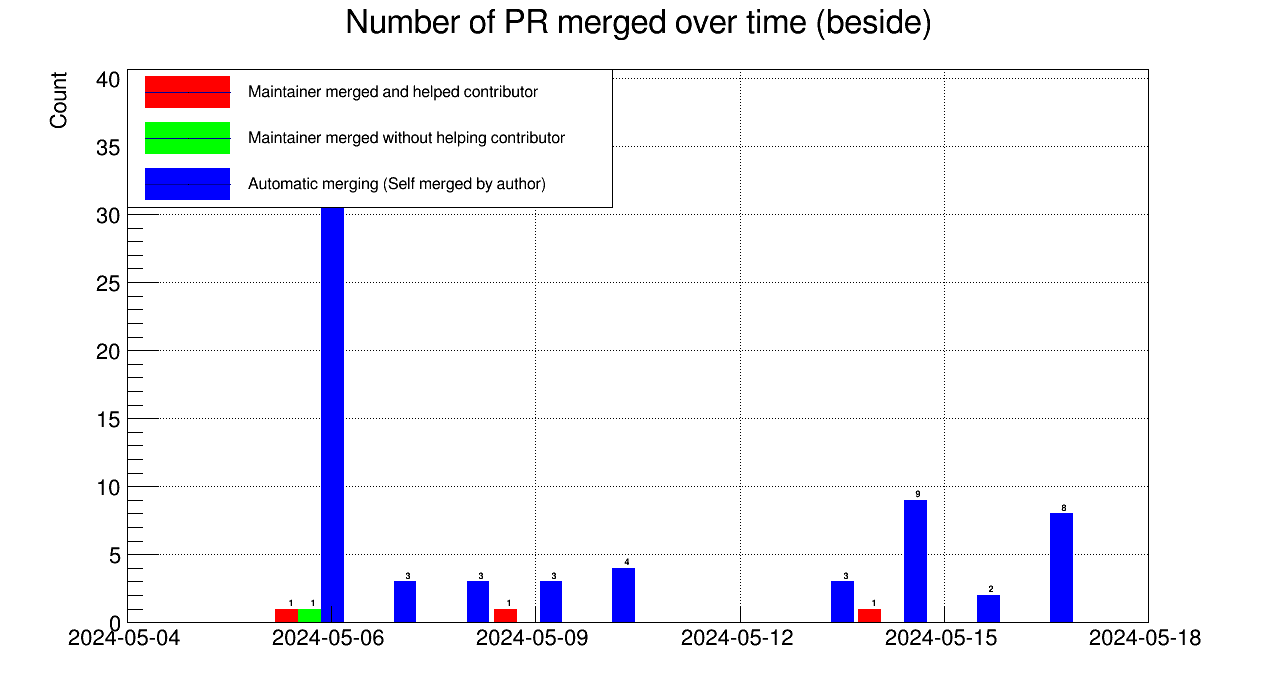 Number of PR merged over time (beside)
Count
40
35
30
25
20
15
10
5
0
Maintainer merged and helped contributor
Maintainer merged without helping contributor
Automatic merging (Self merged by author)
1 1 3 3 1 3 4 3 1 9 2 8
2024-05-04 2024-05-06 2024-05-09 2024-05-12 2024-05-15 2024-05-18